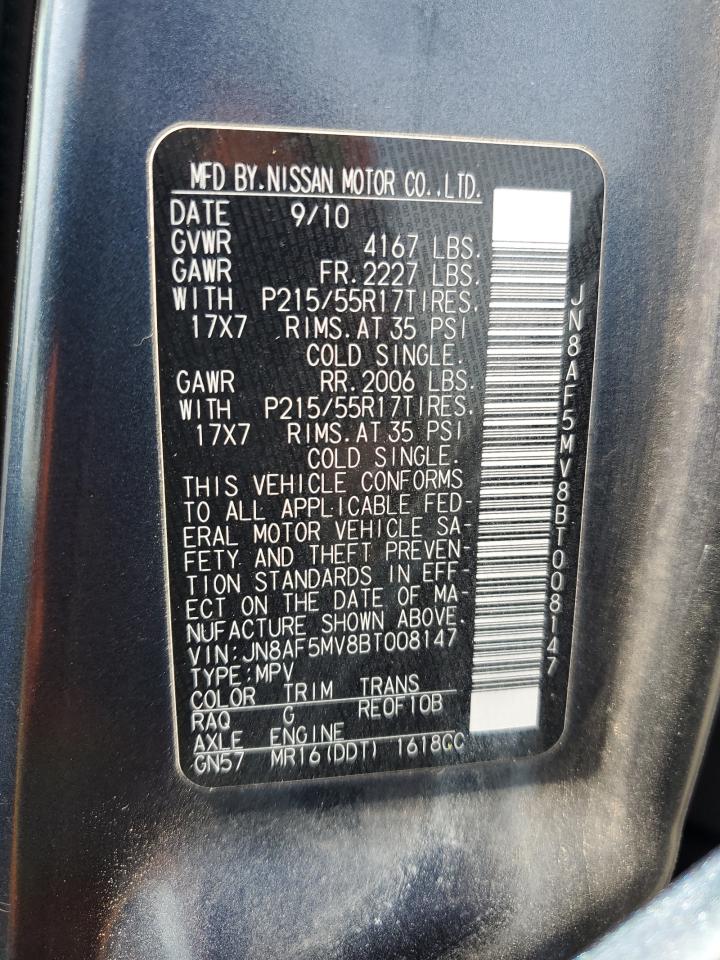 MFD BY.NISSAN MOTOR CO.,LTD.
DATE 9/10
GVWR 4167 LBS.
GAWR FR.2227 LBS.
WITH P215/55R17TIRES.
17X7 RIMS.AT 35 PSI
COLD SINGLE.
GAWR RR.2006 LBS.
WITH P215/55R17TIRES.
17X7 RIMS.AT 35 PSI
COLD SINGLE.
THIS VEHICLE CONFORMS
TO ALL APPLICABLE FED-
ERAL MOTOR VEHICLE SA-
FETY AND THEFT PREVEN-
TION STANDARDS IN EFF-
ECT ON THE DATE OF MA-
NUFACTURE SHOWN ABOVE.
VIN:JN8AF5MV8BT008147
TYPE:MPV
COLOR TRIM TRANS
RAQ G RE0F10B
AXLE ENGINE
GN57 MR16(DDT) 1618CC
JN8AF5MV8BT008147